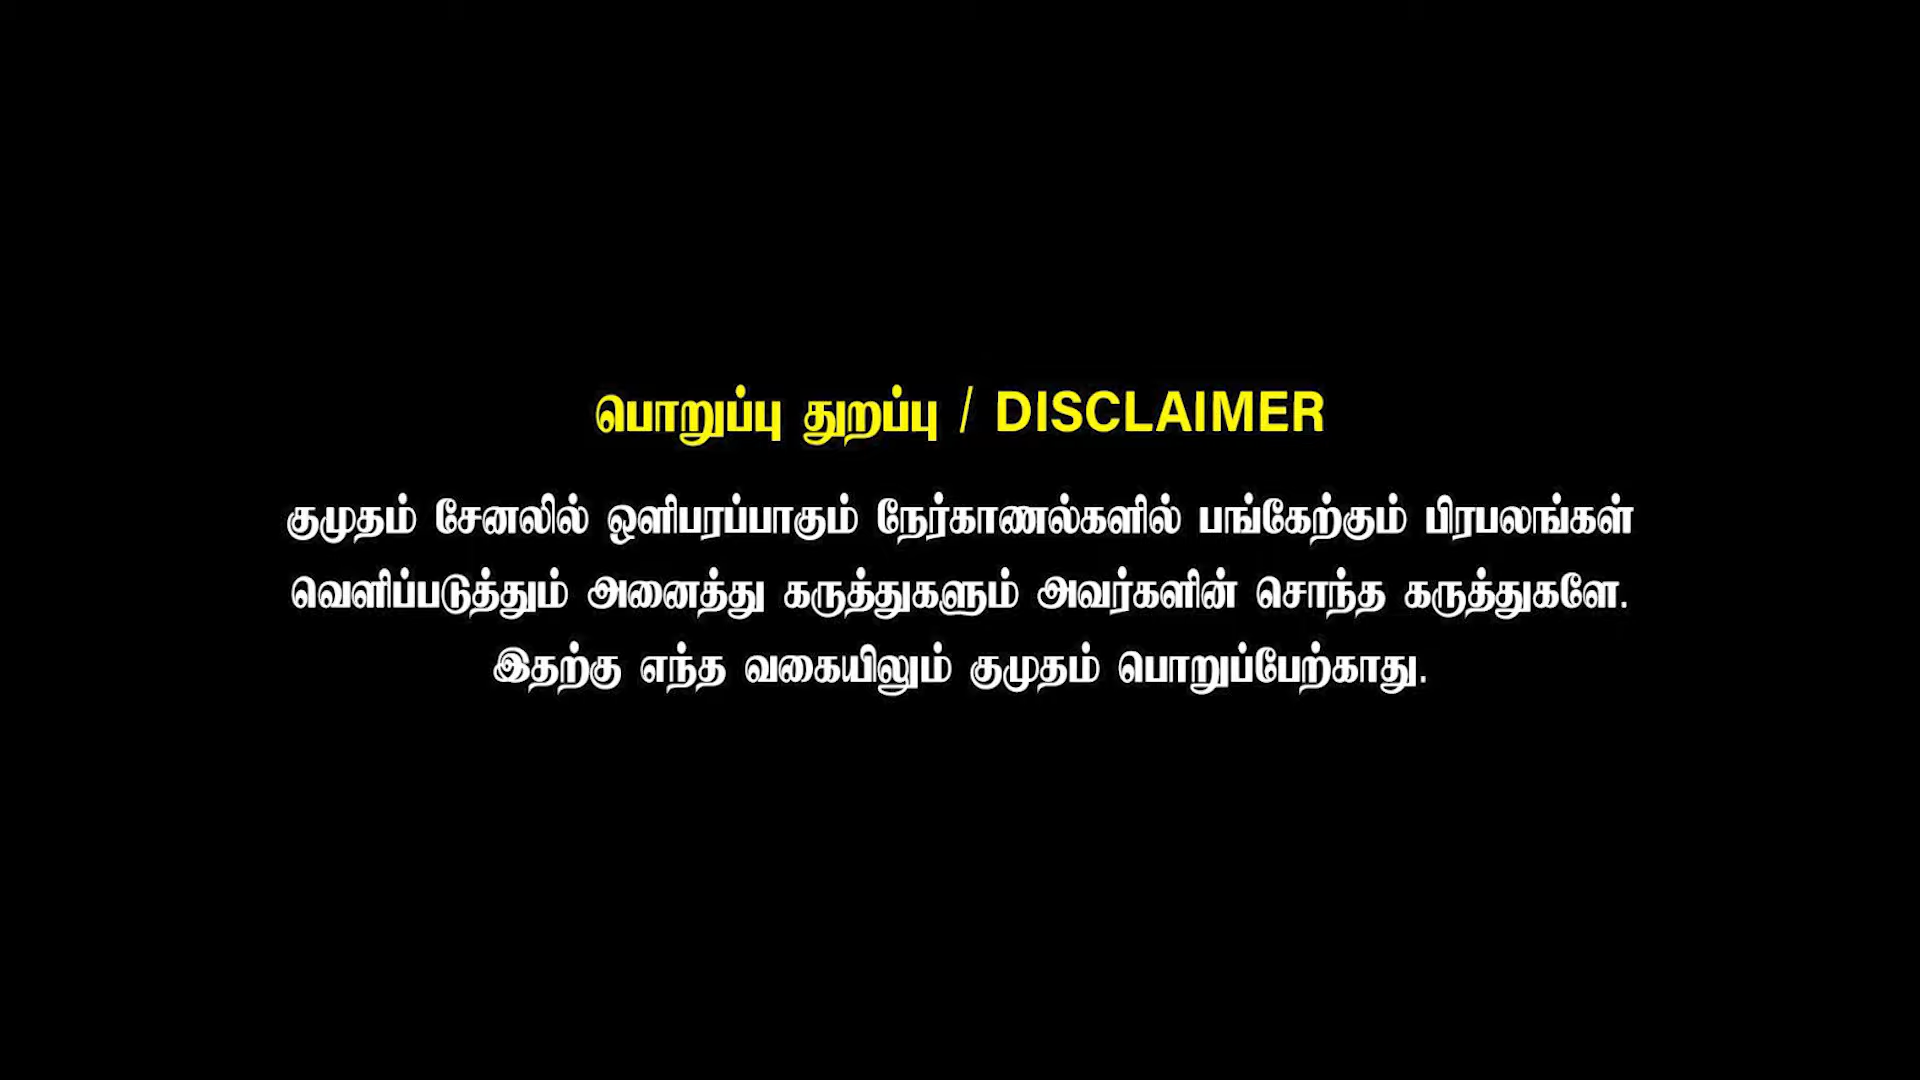 பொறுப்பு துறப்பு / DISCLAIMER
குமுதம் சேனலில் ஒளிபரப்பாகும் நேர்காணல்களில் பங்கேற்கும் பிரபலங்கள்
வெளிப்படுத்தும் அனைத்து கருத்துகளும் அவர்களின் சொந்த கருத்துகளே.
இதற்கு எந்த வகையிலும் குமுதம் பொறுப்பேற்காது.